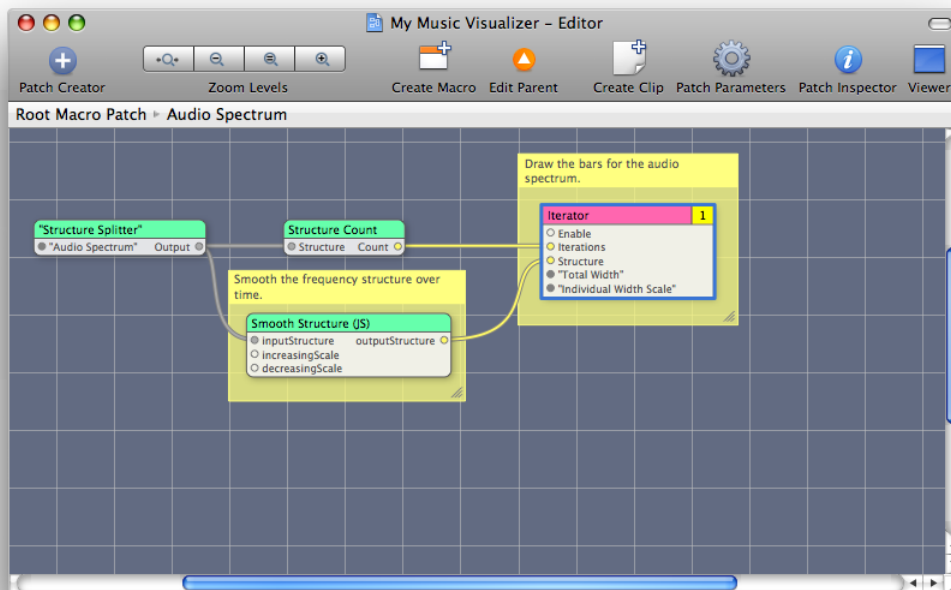 My Music Visualizer – Editor
Patch Creator
Zoom Levels
Create Macro
Edit Parent
Create Clip
Patch Parameters
Patch Inspector
Viewer
Root Macro Patch ▸ Audio Spectrum
Draw the bars for the audio
spectrum.
Iterator 1
Enable
Iterations
Structure
"Total Width"
"Individual Width Scale"
"Structure Splitter"
"Audio Spectrum" Output
Structure Count
Structure Count
Smooth the frequency structure over
time.
Smooth Structure (JS)
inputStructure outputStructure
increasingScale
decreasingScale